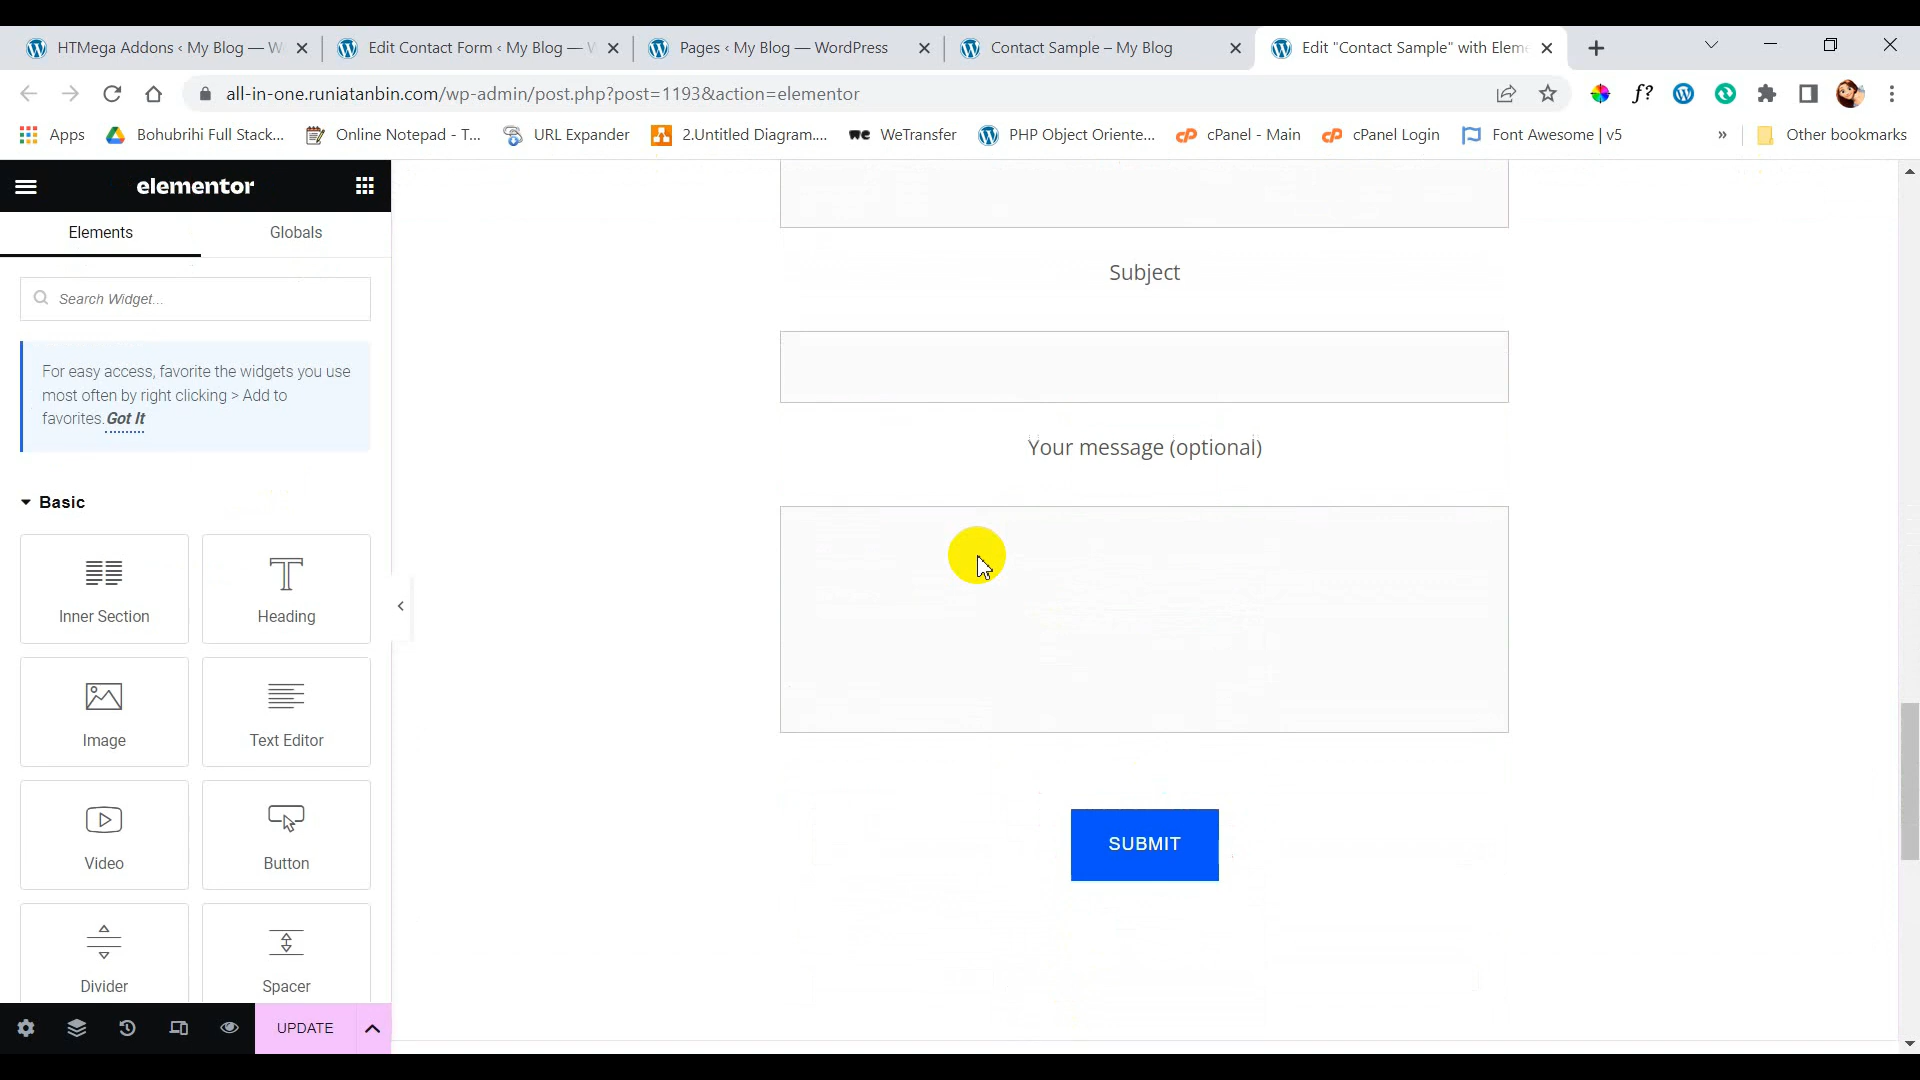 HTMega Addons ‹ My Blog — W
Edit Contact Form ‹ My Blog —
Pages ‹ My Blog — WordPress
Contact Sample – My Blog
Edit "Contact Sample" with Eleme
all-in-one.runiatanbin.com/wp-admin/post.php?post=1193&action=elementor
f?
Apps
Bohubrihi Full Stack...
Online Notepad - T...
URL Expander
2.Untitled Diagram....
WeTransfer
PHP Object Oriente...
cPanel - Main
cPanel Login
Font Awesome | v5
»
Other bookmarks
elementor
Elements
Globals
Search Widget...
For easy access, favorite the widgets you use
most often by right clicking > Add to
favorites. Got It
Basic
Inner Section
Heading
Image
Text Editor
Video
Button
Divider
Spacer
UPDATE
Subject
Your message (optional)
SUBMIT